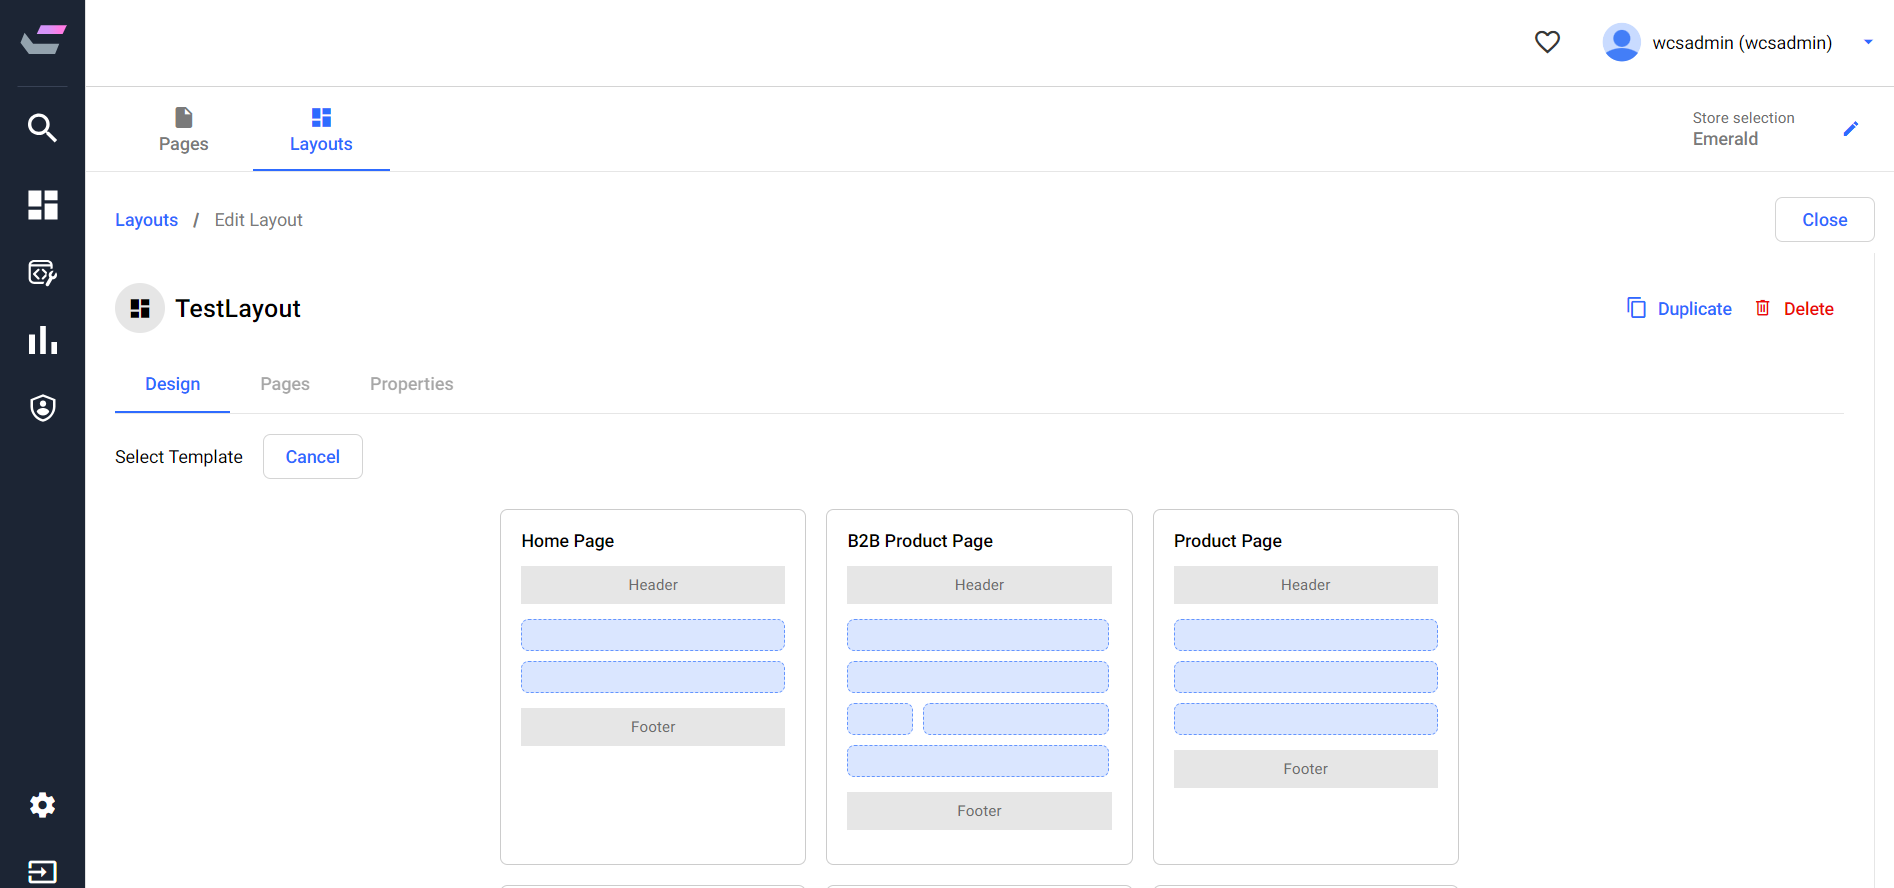 wcsadmin (wcsadmin)
Pages
Layouts
Store selection
Emerald
Layouts / Edit Layout
Close
TestLayout
Duplicate
Delete
Design
Pages
Properties
Select Template
Cancel
Home Page
Header
Footer
B2B Product Page
Header
Footer
Product Page
Header
Footer